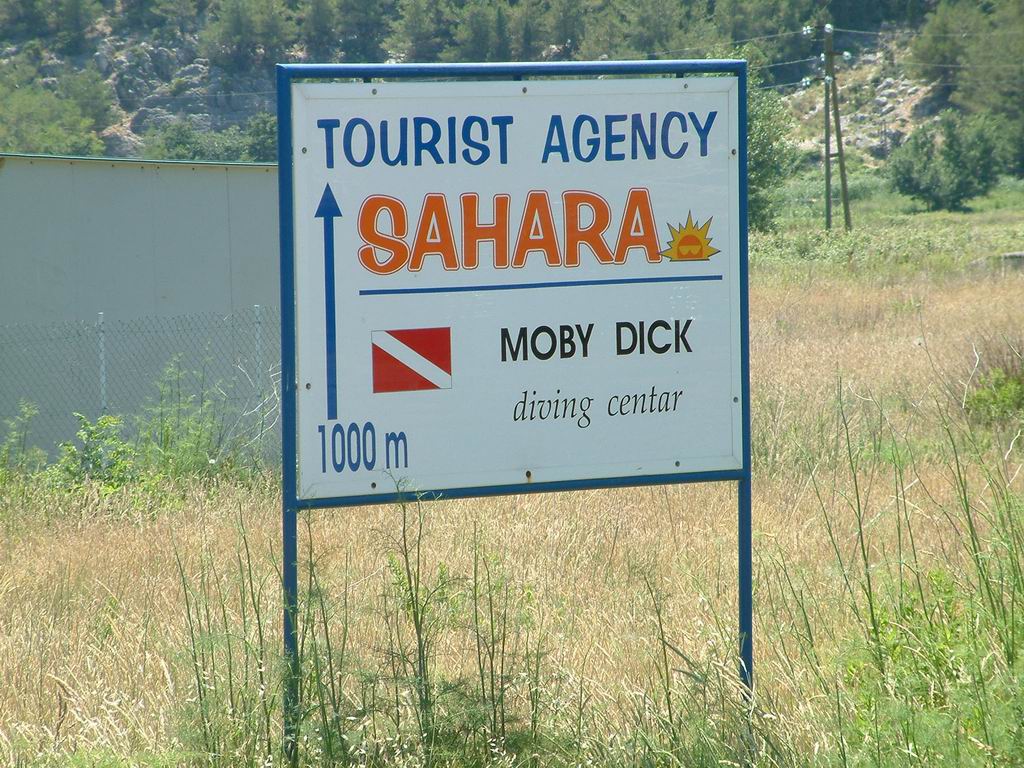 TOURIST AGENCY
SAHARA
MOBY DICK
diving centar
1000 m